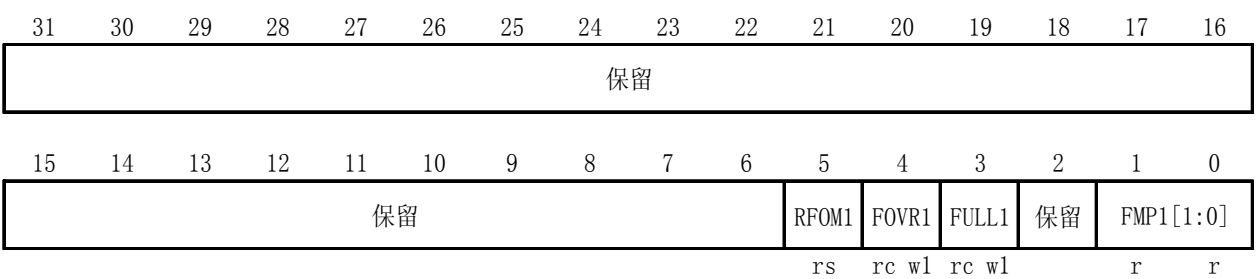 31 30 29 28 27 26 25 24 23 22 21 20 19 18 17 16
保留
15 14 13 12 11 10 9 8 7 6 5 4 3 2 1 0
保留 RFOM1 FOVR1 FULL1 保留 FMP1[1:0]
rs rc w1 rc w1 r r